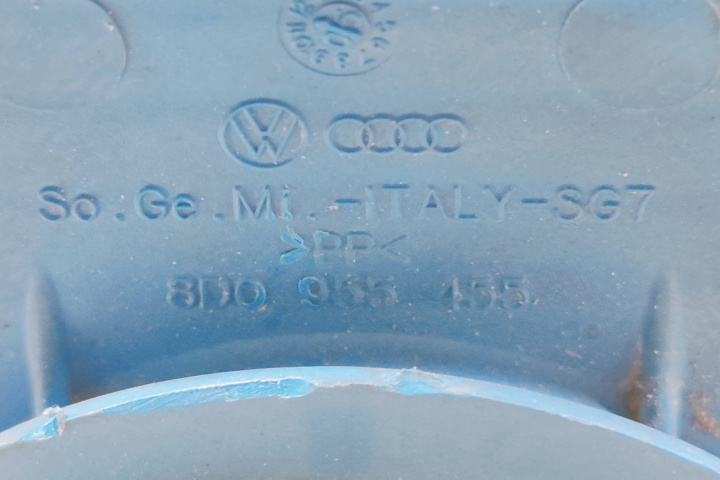 So.Ge.Mi.-ITALY-SG7
>PP<
8D0 955 455